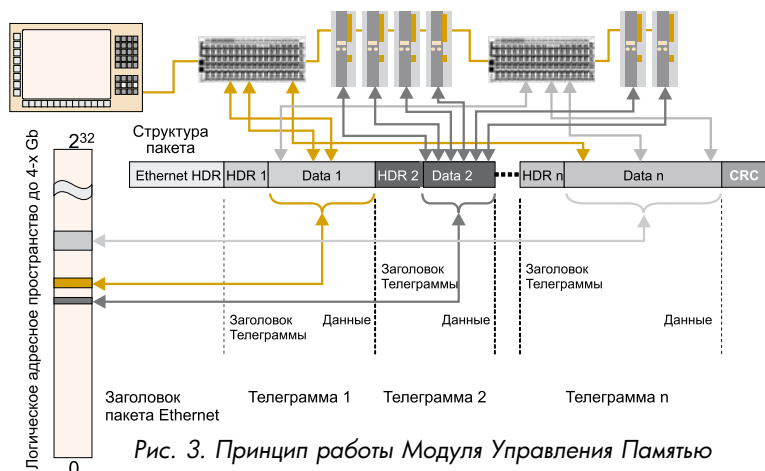 Структура
пакета
Логическое адресное пространство до 4-х Gb
2³²
0
Ethernet HDR HDR 1 Data 1 HDR 2 Data 2 HDR n Data n CRC
Заголовок
Телеграммы
Заголовок
Телеграммы
Заголовок
Телеграммы
Данные
Данные
Данные
Заголовок
пакета Ethernet
Телеграмма 1
Телеграмма 2
Телеграмма n
Рис. 3. Принцип работы Модуля Управления Памятью